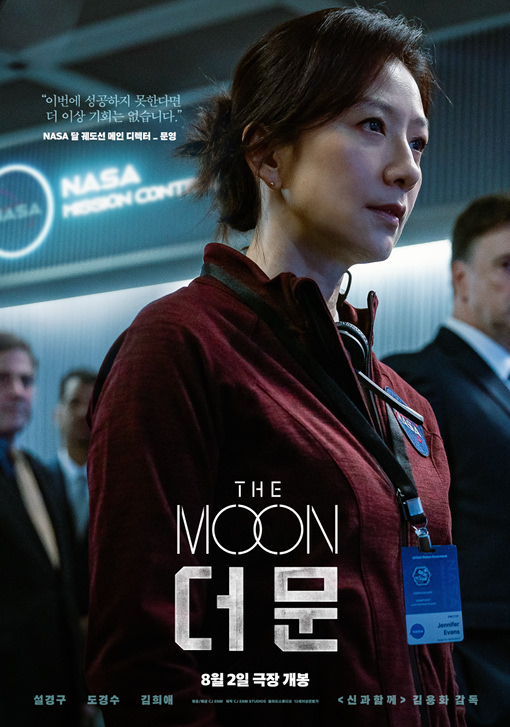 “이번에 성공하지 못한다면
더 이상 기회는 없습니다.”
NASA 달 궤도선 메인 디렉터 _ 문영
NASA
NASA
MISSION CONT
NASA
THE
MOON
더 문
Jennifer
Evans
NASA
8월 2일 극장 개봉
설경구 도경수 김희애 <신과함께> 김용화 감독